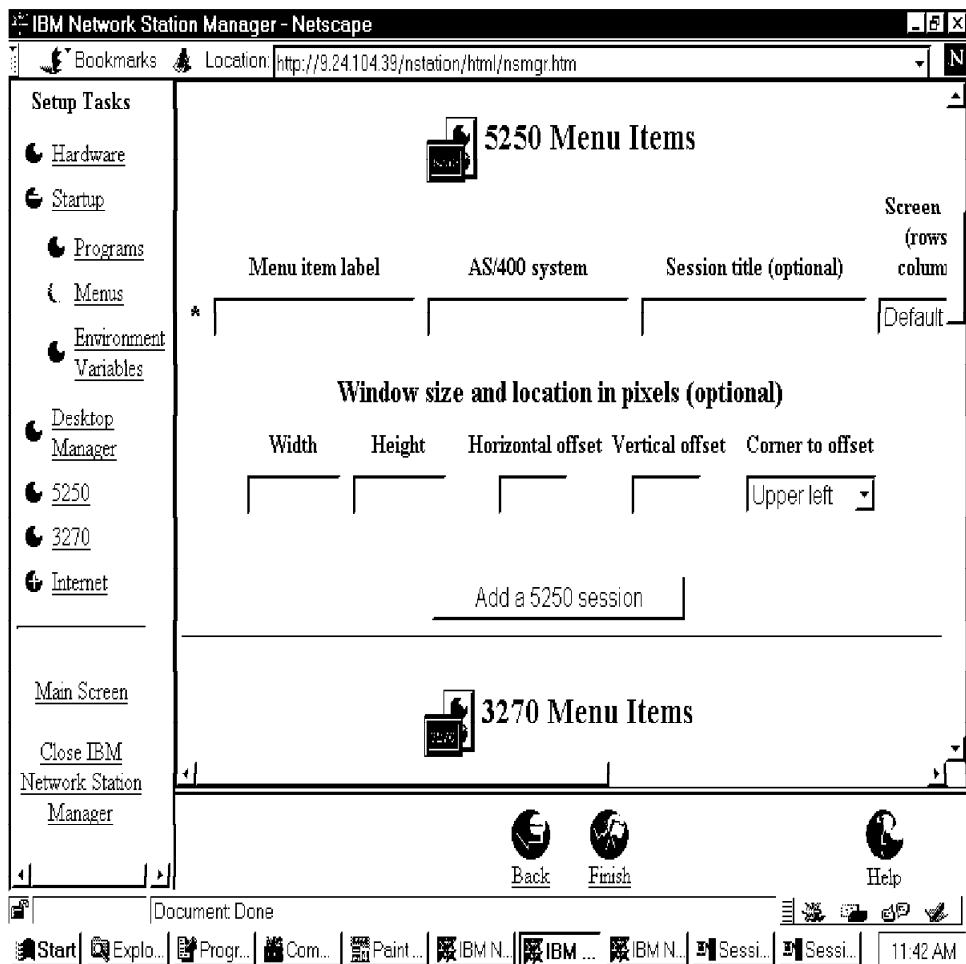 IBM Network Station Manager - Netscape
Bookmarks Location: http://9.24.104.39/nstation/html/nsmgr.htm
N
Setup Tasks
Hardware
Startup
Programs
Menus
Environment
Variables
Desktop
Manager
5250
3270
Internet
Main Screen
Close IBM
Network Station
Manager
5250 Menu Items
Menu item label
AS/400 system
Session title (optional)
Screen
(rows
colum
*
Default
Window size and location in pixels (optional)
Width Height Horizontal offset Vertical offset Corner to offset
Upper left
Add a 5250 session
3270
3270 Menu Items
Back Finish Help
Document: Done
Start Explo... Progr... Com... Paint ... IBM N... IBM ... IBM N... Sessi... Sessi... 11:42 AM